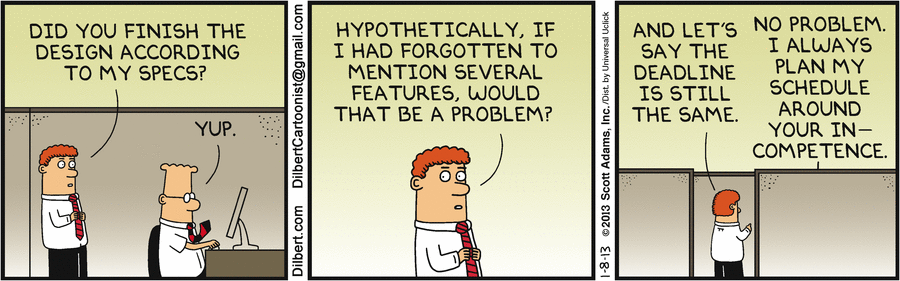 DID YOU FINISH THE
DESIGN ACCORDING
TO MY SPECS?
YUP.
DilbertCartoonist@gmail.com
Dilbert.com
HYPOTHETICALLY, IF
I HAD FORGOTTEN TO
MENTION SEVERAL
FEATURES, WOULD
THAT BE A PROBLEM?
1-8-13 ©2013 Scott Adams, Inc. /Dist. by Universal Uclick
AND LET'S
SAY THE
DEADLINE
IS STILL
THE SAME.
NO PROBLEM.
I ALWAYS
PLAN MY
SCHEDULE
AROUND
YOUR IN-
COMPETENCE.